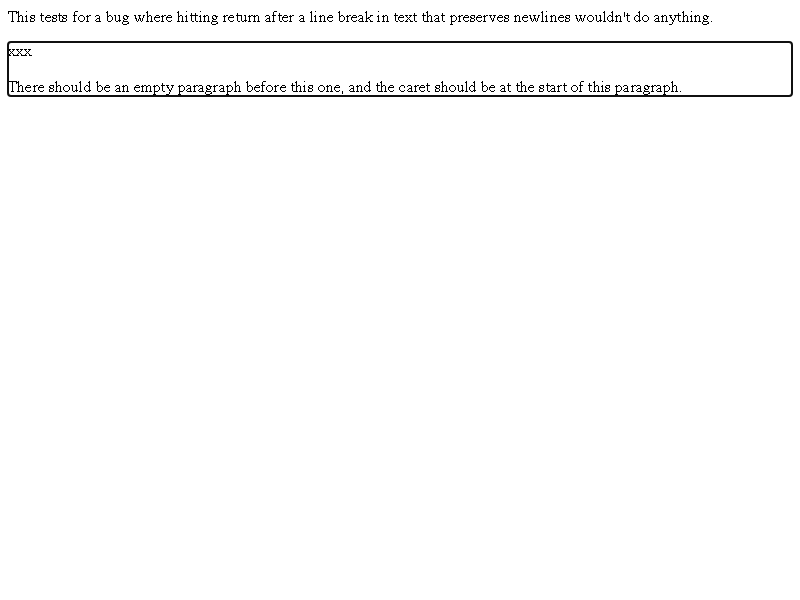 This tests for a bug where hitting return after a line break in text that preserves newlines wouldn't do anything.
xxx
There should be an empty paragraph before this one, and the caret should be at the start of this paragraph.